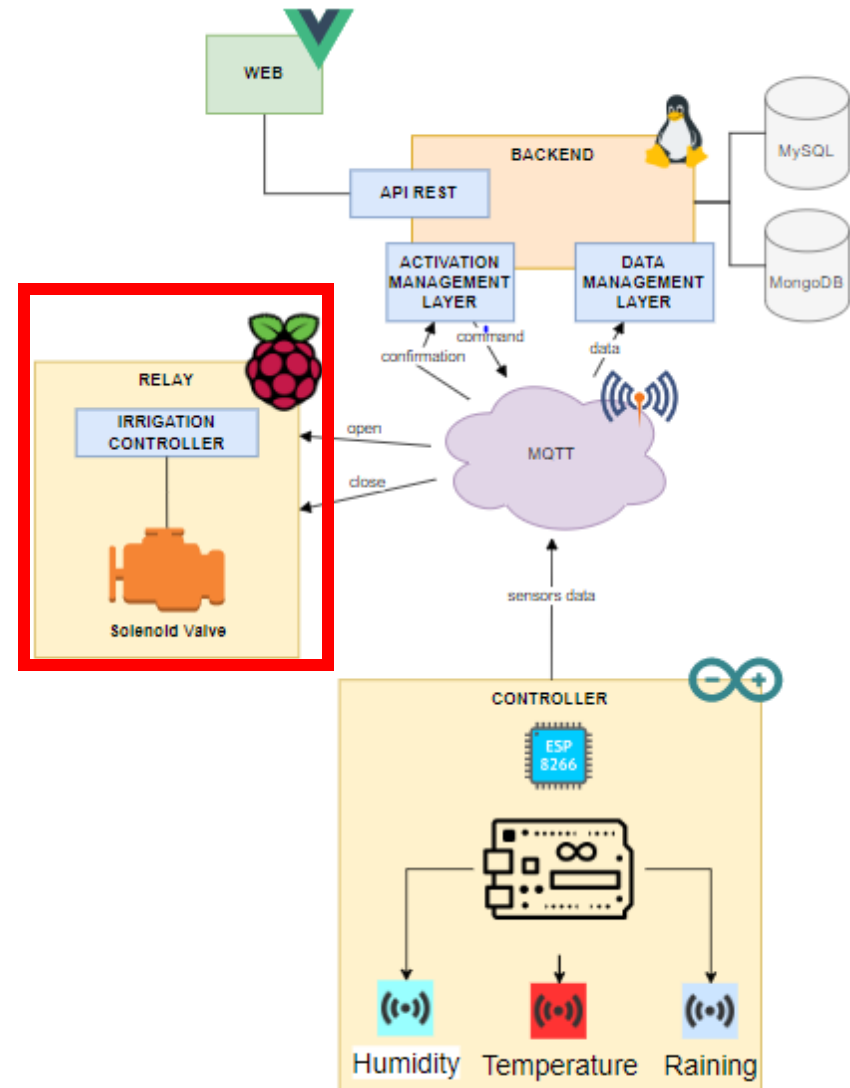 WEB
BACKEND
MySQL
API REST
ACTIVATION
MANAGEMENT
LAYER
DATA
MANAGEMENT
LAYER
MongoDB
command
confirmation
data
RELAY
IRRIGATION
CONTROLLER
open
MQTT
close
Solenoid Valve
sensors data
CONTROLLER
ESP
8266
Humidity
Temperature
Raining